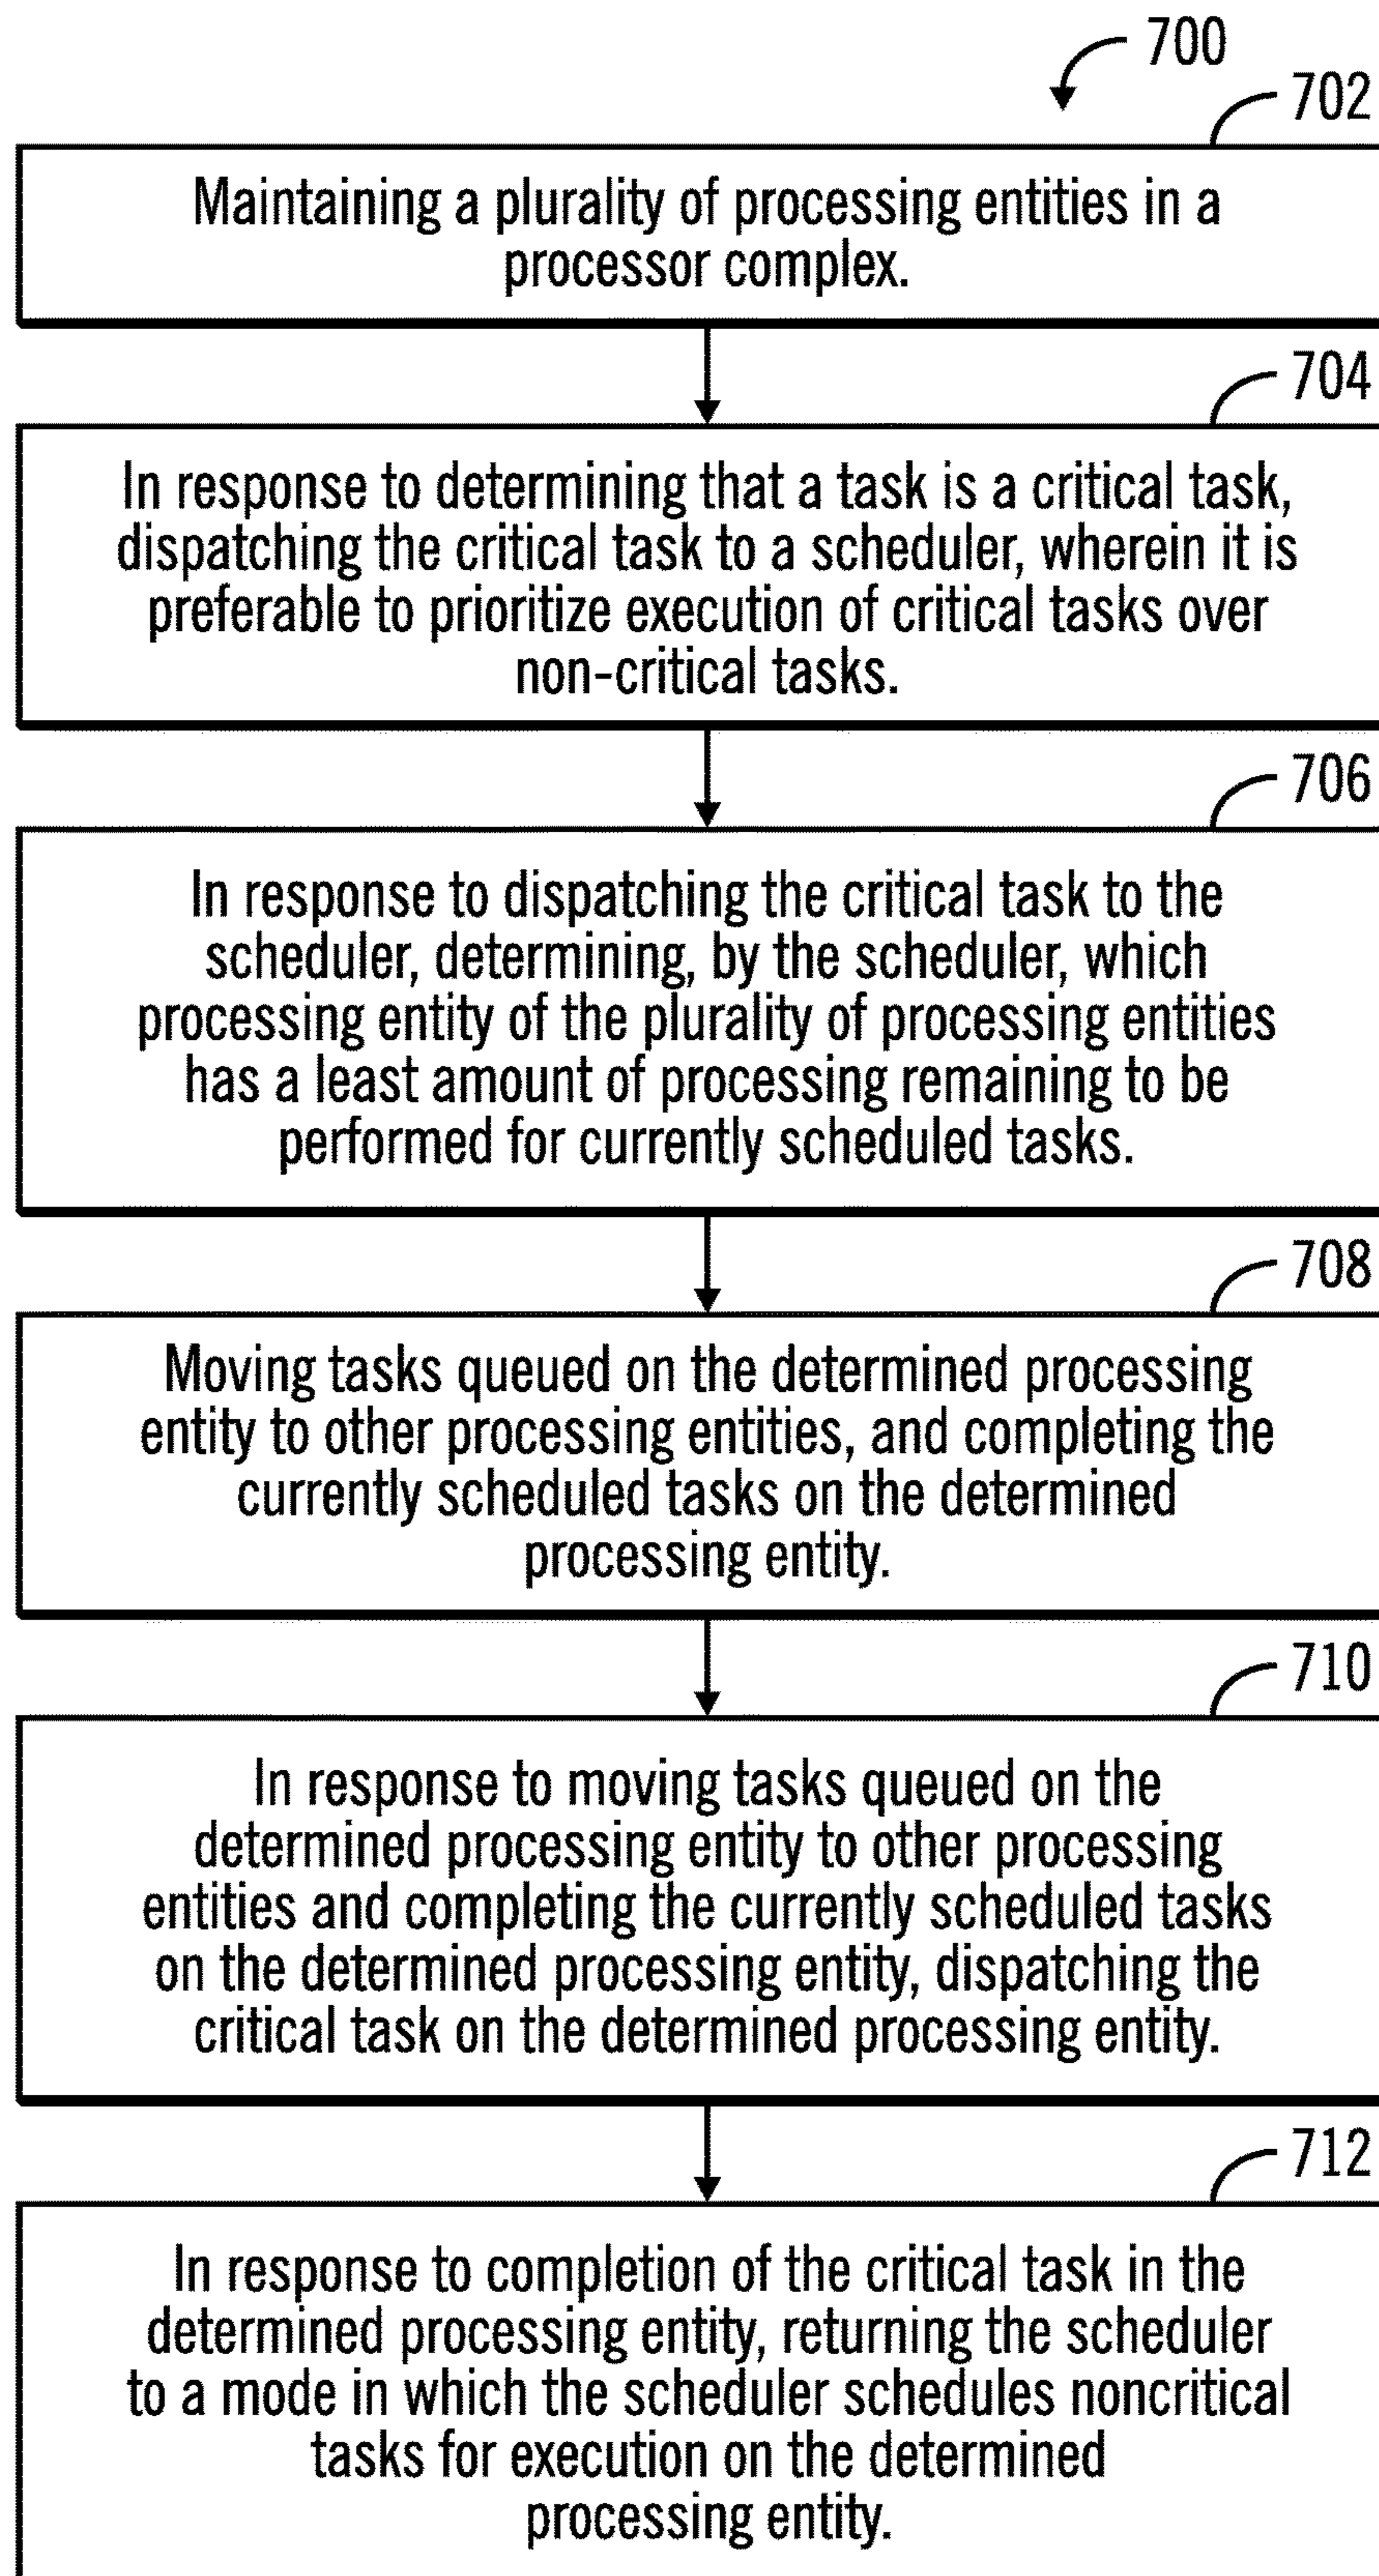 700
702
Maintaining a plurality of processing entities in a
processor complex.
704
In response to determining that a task is a critical task,
dispatching the critical task to a scheduler, wherein it is
preferable to prioritize execution of critical tasks over
non-critical tasks.
706
In response to dispatching the critical task to the
scheduler, determining, by the scheduler, which
processing entity of the plurality of processing entities
has a least amount of processing remaining to be
performed for currently scheduled tasks.
708
Moving tasks queued on the determined processing
entity to other processing entities, and completing the
currently scheduled tasks on the determined
processing entity.
710
In response to moving tasks queued on the
determined processing entity to other processing
entities and completing the currently scheduled tasks
on the determined processing entity, dispatching the
critical task on the determined processing entity.
712
In response to completion of the critical task in the
determined processing entity, returning the scheduler
to a mode in which the scheduler schedules noncritical
tasks for execution on the determined
processing entity.